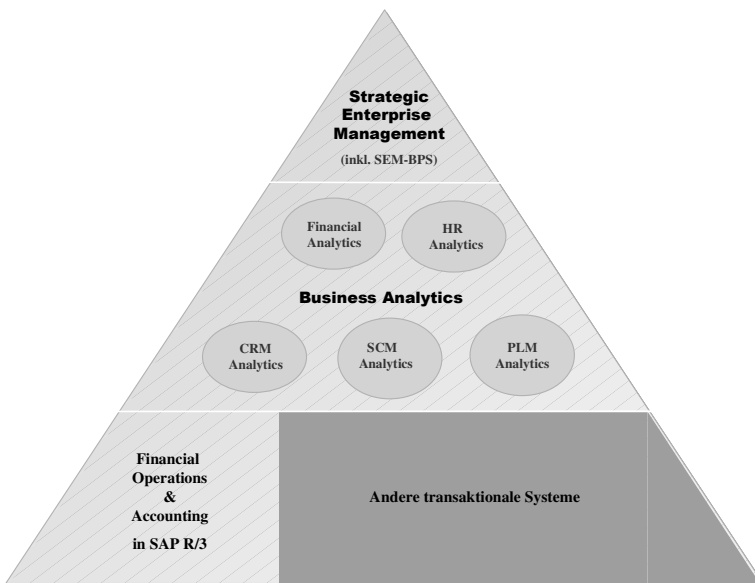 Strategic
Enterprise
Management
(inkl. SEM-BPS)
Financial
Analytics
HR
Analytics
Business Analytics
CRM
Analytics
SCM
Analytics
PLM
Analytics
Financial
Operations
&
Accounting
in SAP R/3
Andere transaktionale Systeme